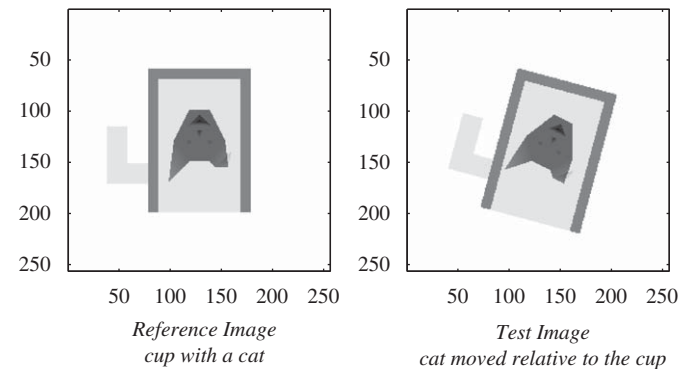 50
100
150
200
250
50 100 150 200 250
Reference Image
cup with a cat
50
100
150
200
250
50 100 150 200 250
Test Image
cat moved relative to the cup